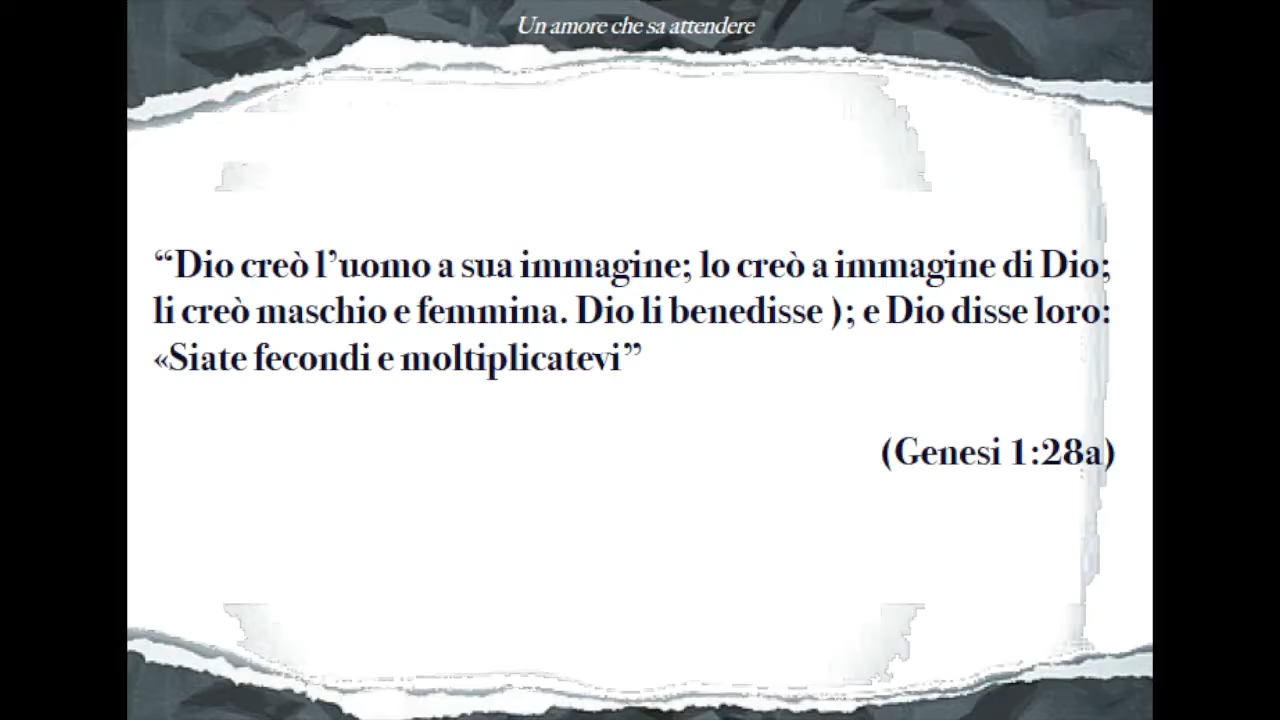 Un amore che sa attendere
“Dio creò l’uomo a sua immagine; lo creò a immagine di Dio;
li creò maschio e femmina. Dio li benedisse ); e Dio disse loro:
«Siate fecondi e moltiplicatevi”
(Genesi 1:28a)